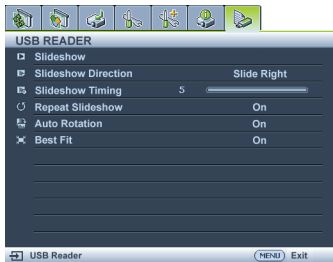 USB READER
Slideshow
Slideshow Direction Slide Right
Slideshow Timing 5
Repeat Slideshow On
Auto Rotation On
Best Fit On
USB Reader MENU Exit